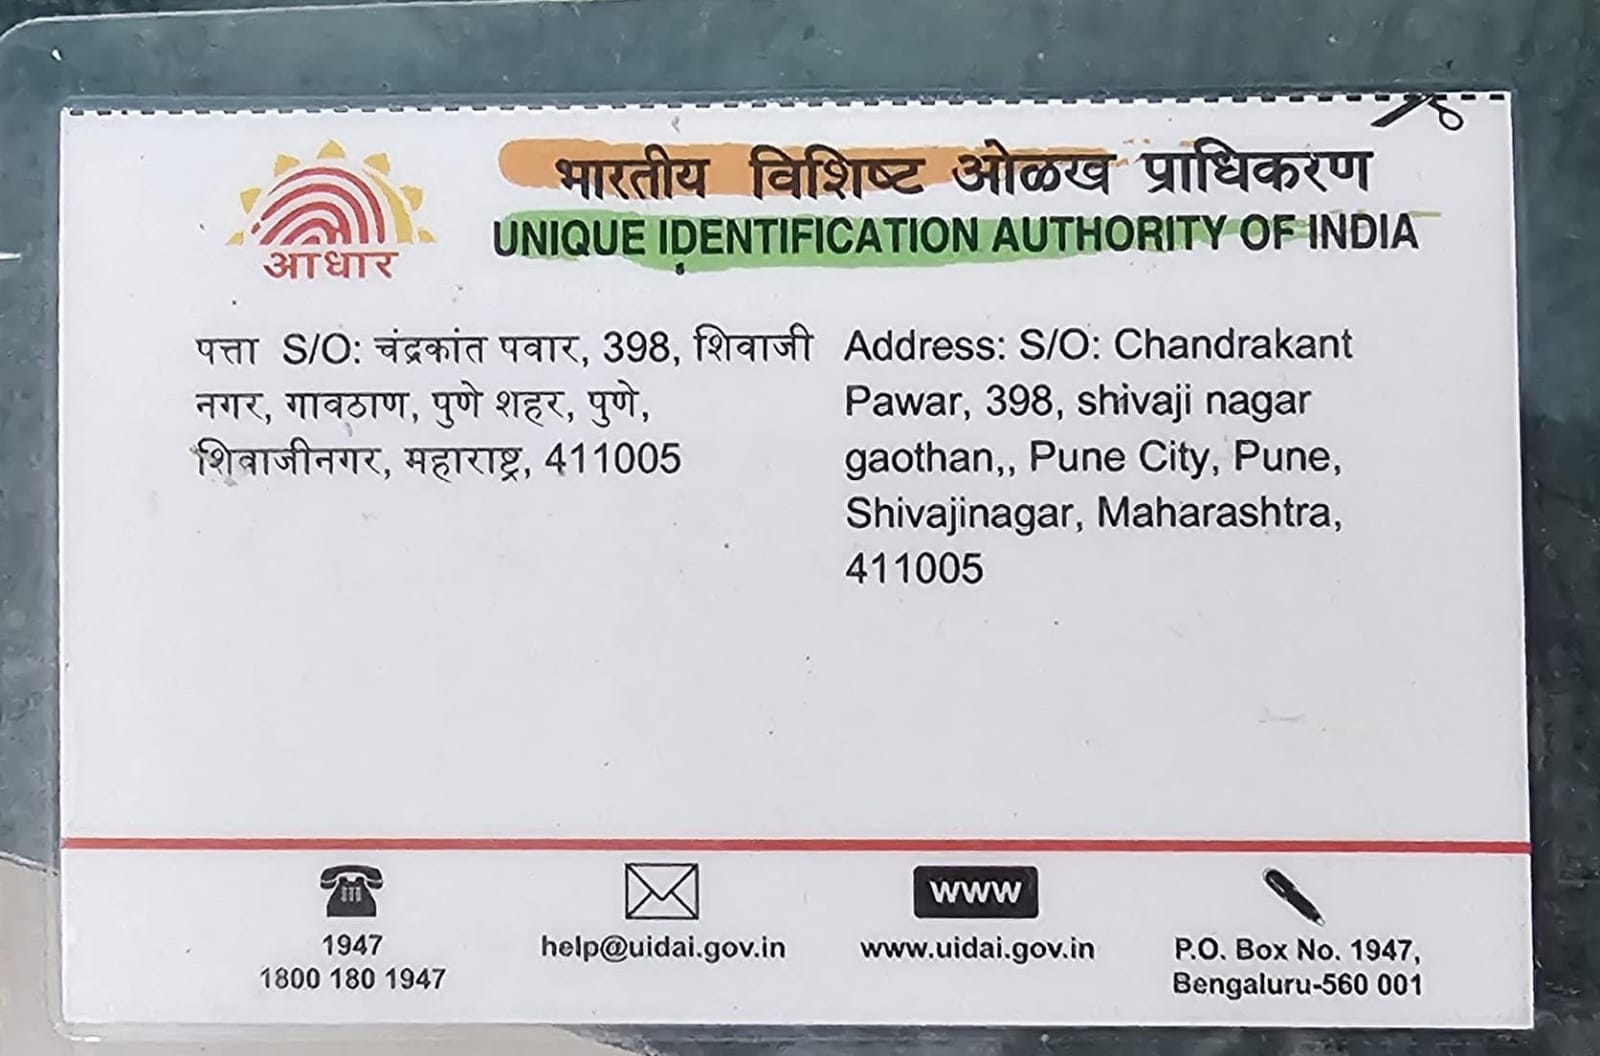 आधार
भारतीय विशिष्ट ओळख प्राधिकरण
UNIQUE IDENTIFICATION AUTHORITY OF INDIA
पत्ता S/O: चंद्रकांत पवार, 398, शिवाजी
नगर, गावठाण, पुणे शहर, पुणे,
शिवाजीनगर, महाराष्ट्र, 411005
Address: S/O: Chandrakant
Pawar, 398, shivaji nagar
gaothan,, Pune City, Pune,
Shivajinagar, Maharashtra,
411005
1947
1800 180 1947
help@uidai.gov.in
www
www.uidai.gov.in
P.O. Box No. 1947,
Bengaluru-560 001